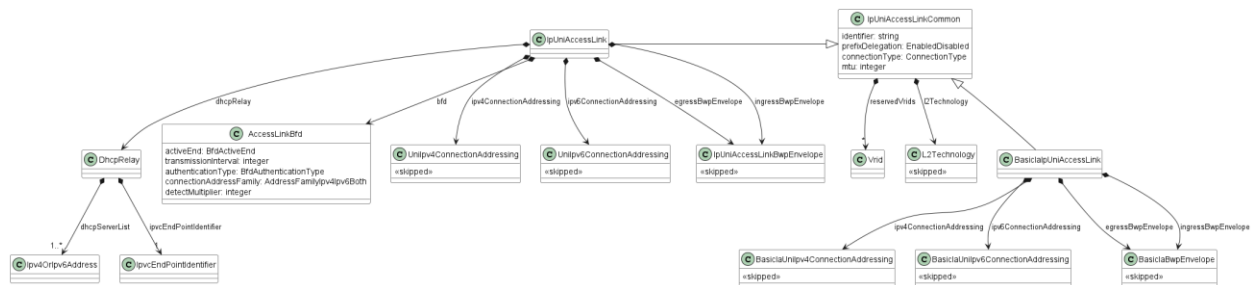 C IpUniAccessLinkCommon
identifier: string
prefixDelegation: EnabledDisabled
connectionType: ConnectionType
mtu: integer
C IpUniAccessLink
dhcpRelay
bfd
ipv4ConnectionAddressing
ipv6ConnectionAddressing
egressBwpEnvelope
ingressBwpEnvelope
reservedVrids
l2Technology
*
C DhcpRelay
C AccessLinkBfd
activeEnd: BfdActiveEnd
transmissionInterval: integer
authenticationType: BfdAuthenticationType
connectionAddressFamily: AddressFamilyIpv4Ipv6Both
detectMultiplier: integer
C UniIpv4ConnectionAddressing
«skipped»
C UniIpv6ConnectionAddressing
«skipped»
C IpUniAccessLinkBwpEnvelope
«skipped»
C Vrid
C L2Technology
«skipped»
C BasicIaIpUniAccessLink
dhcpServerList
ipvcEndPointIdentifier
1..*
1
ipv4ConnectionAddressing
ipv6ConnectionAddressing
egressBwpEnvelope
ingressBwpEnvelope
C Ipv4OrIpv6Address
C IpvcEndPointIdentifier
C BasicIaUniIpv4ConnectionAddressing
«skipped»
C BasicIaUniIpv6ConnectionAddressing
«skipped»
C BasicIaBwpEnvelope
«skipped»